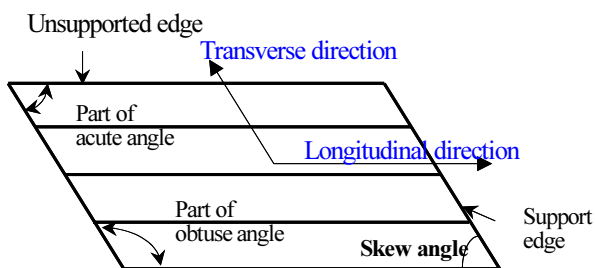 Unsupported edge
Transverse direction
Part of
acute angle
Longitudinal direction
Part of
obtuse angle
Support
edge
Skew angle